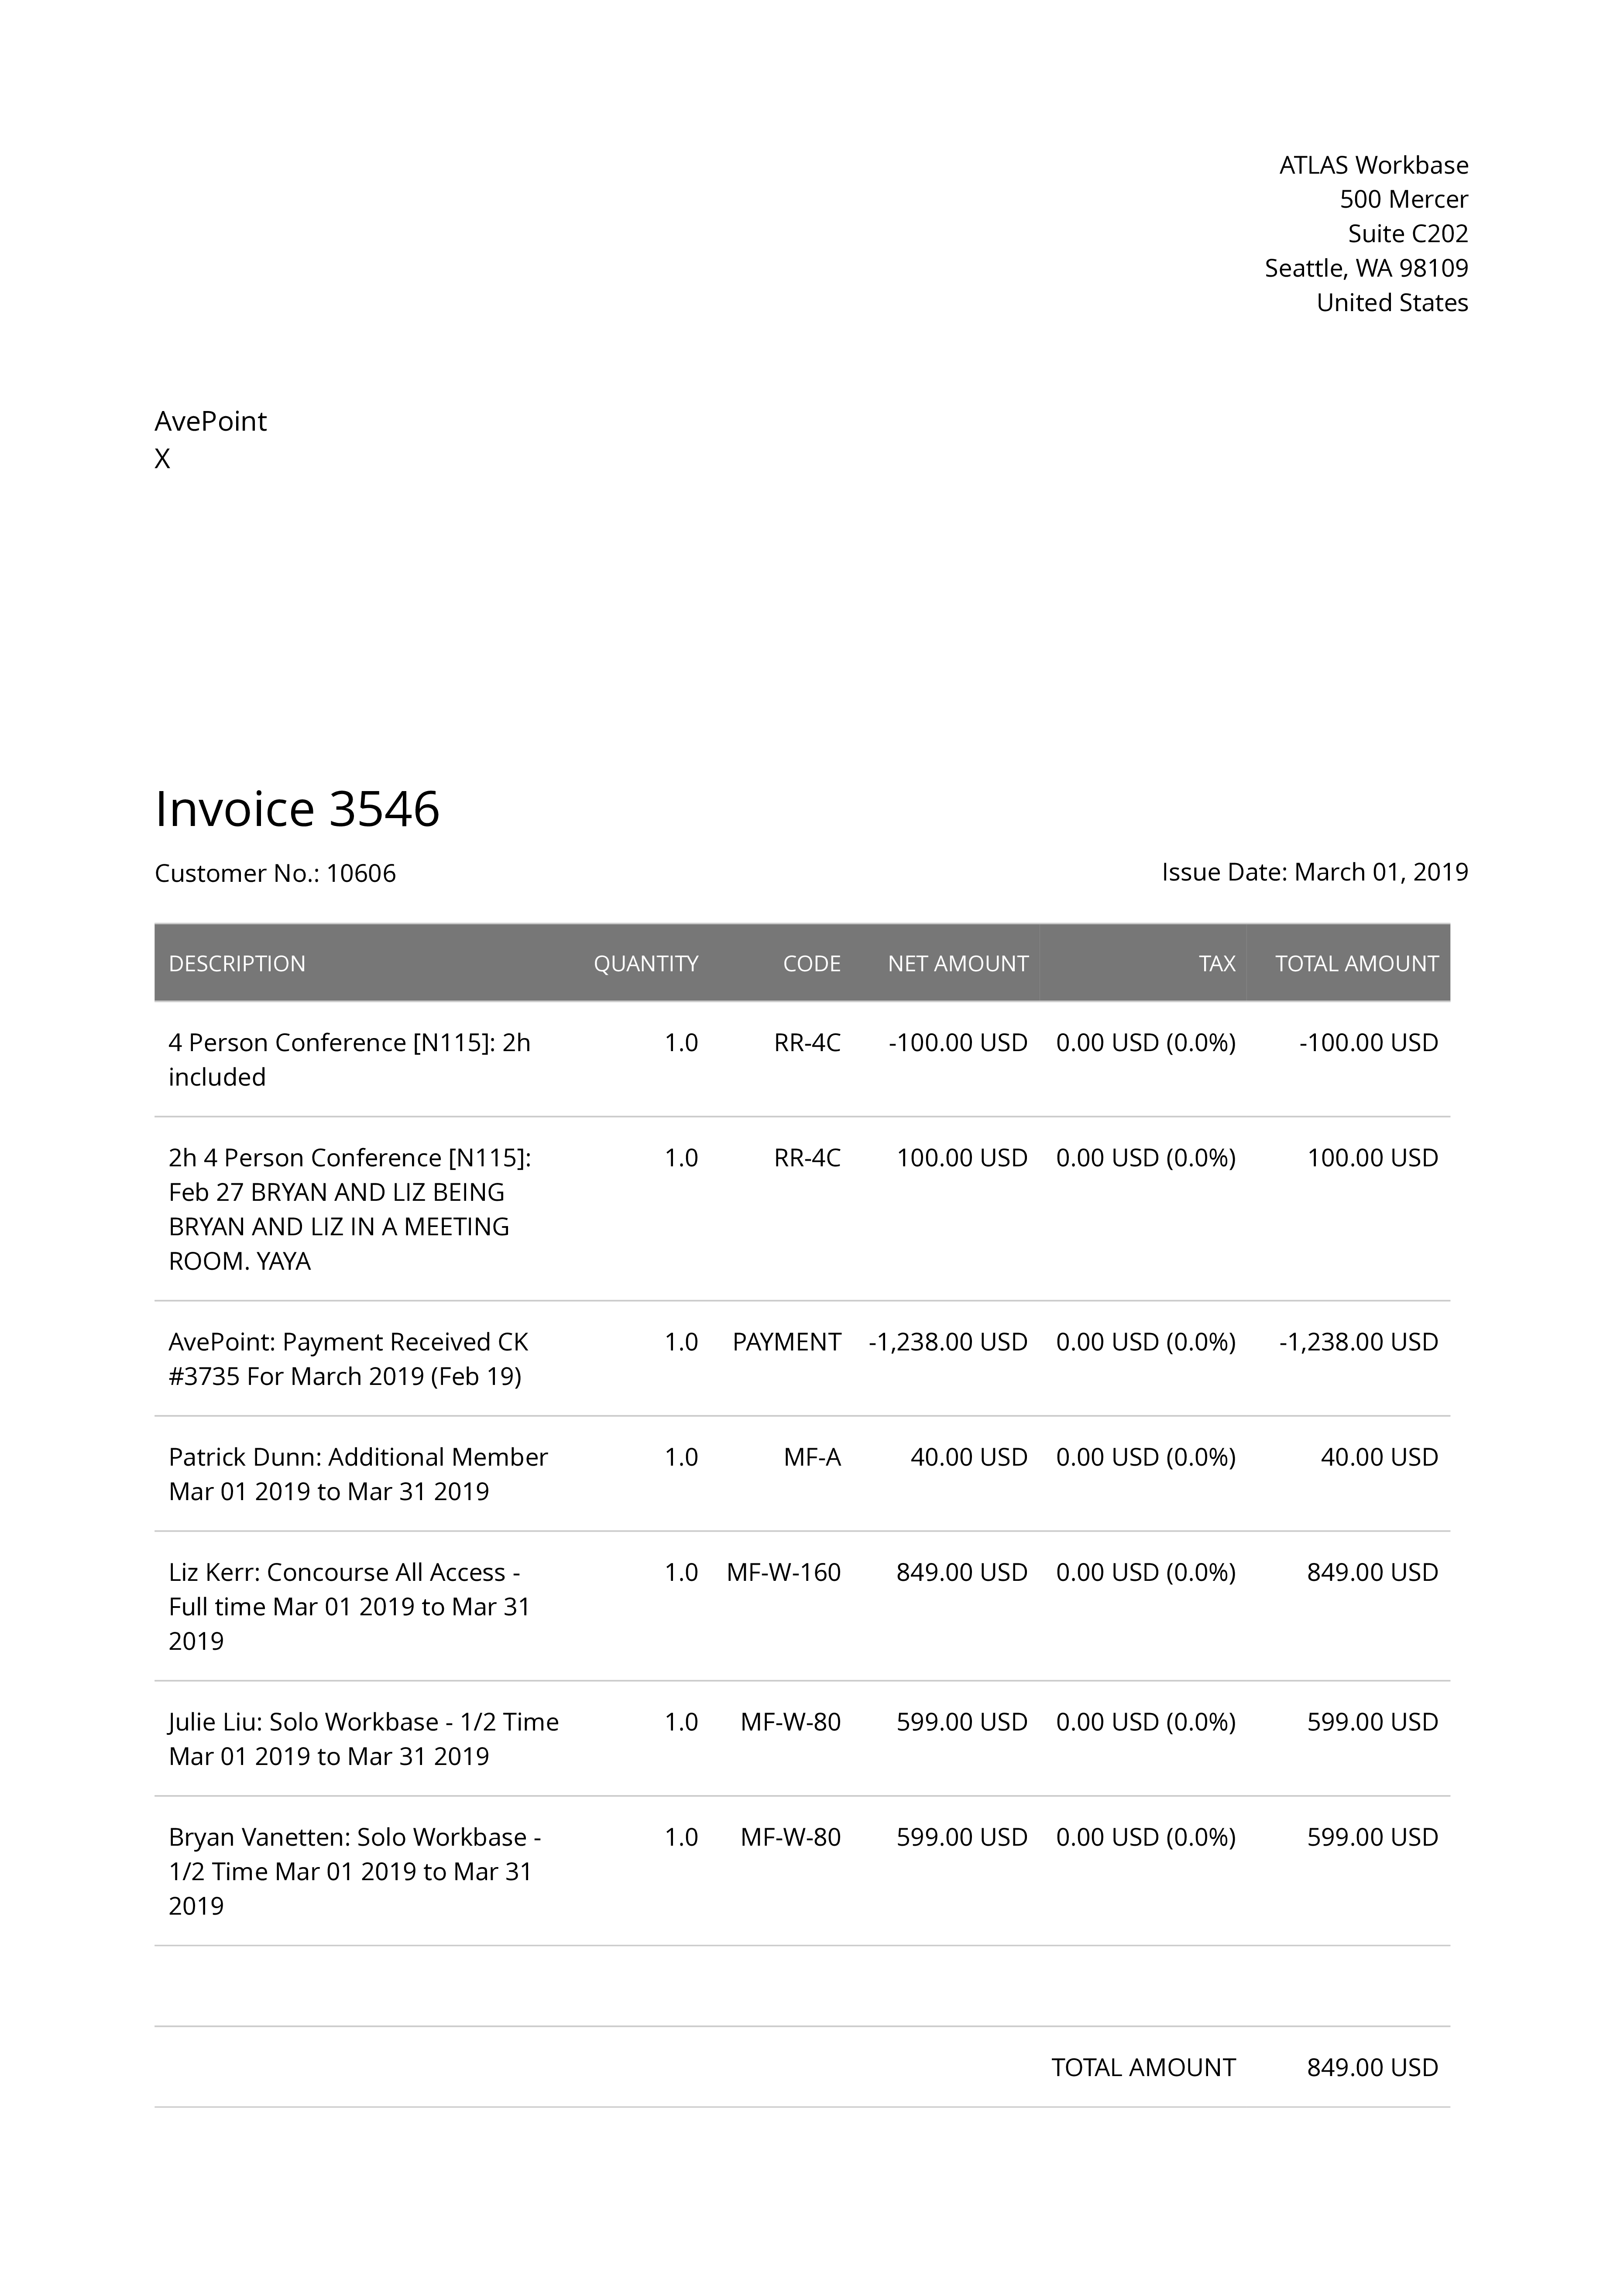 ATLAS Workbase
500 Mercer
Suite C202
Seattle, WA 98109
United States
AvePoint
X
Invoice 3546
Customer No.: 10606
Issue Date: March 01, 2019
DESCRIPTION QUANTITY CODE NET AMOUNT TAX TOTAL AMOUNT
4 Person Conference [N115]: 2h 1.0 RR-4C -100.00 USD 0.00 USD (0.0%) -100.00 USD
included
2h 4 Person Conference [N115]: 1.0 RR-4C 100.00 USD 0.00 USD (0.0%) 100.00 USD
Feb 27 BRYAN AND LIZ BEING
BRYAN AND LIZ IN A MEETING
ROOM. YAYA
AvePoint: Payment Received CK 1.0 PAYMENT -1,238.00 USD 0.00 USD (0.0%) -1,238.00 USD
#3735 For March 2019 (Feb 19)
Patrick Dunn: Additional Member 1.0 MF-A 40.00 USD 0.00 USD (0.0%) 40.00 USD
Mar 01 2019 to Mar 31 2019
Liz Kerr: Concourse All Access - 1.0 MF-W-160 849.00 USD 0.00 USD (0.0%) 849.00 USD
Full time Mar 01 2019 to Mar 31
2019
Julie Liu: Solo Workbase - 1/2 Time 1.0 MF-W-80 599.00 USD 0.00 USD (0.0%) 599.00 USD
Mar 01 2019 to Mar 31 2019
Bryan Vanetten: Solo Workbase - 1.0 MF-W-80 599.00 USD 0.00 USD (0.0%) 599.00 USD
1/2 Time Mar 01 2019 to Mar 31
2019
TOTAL AMOUNT 849.00 USD